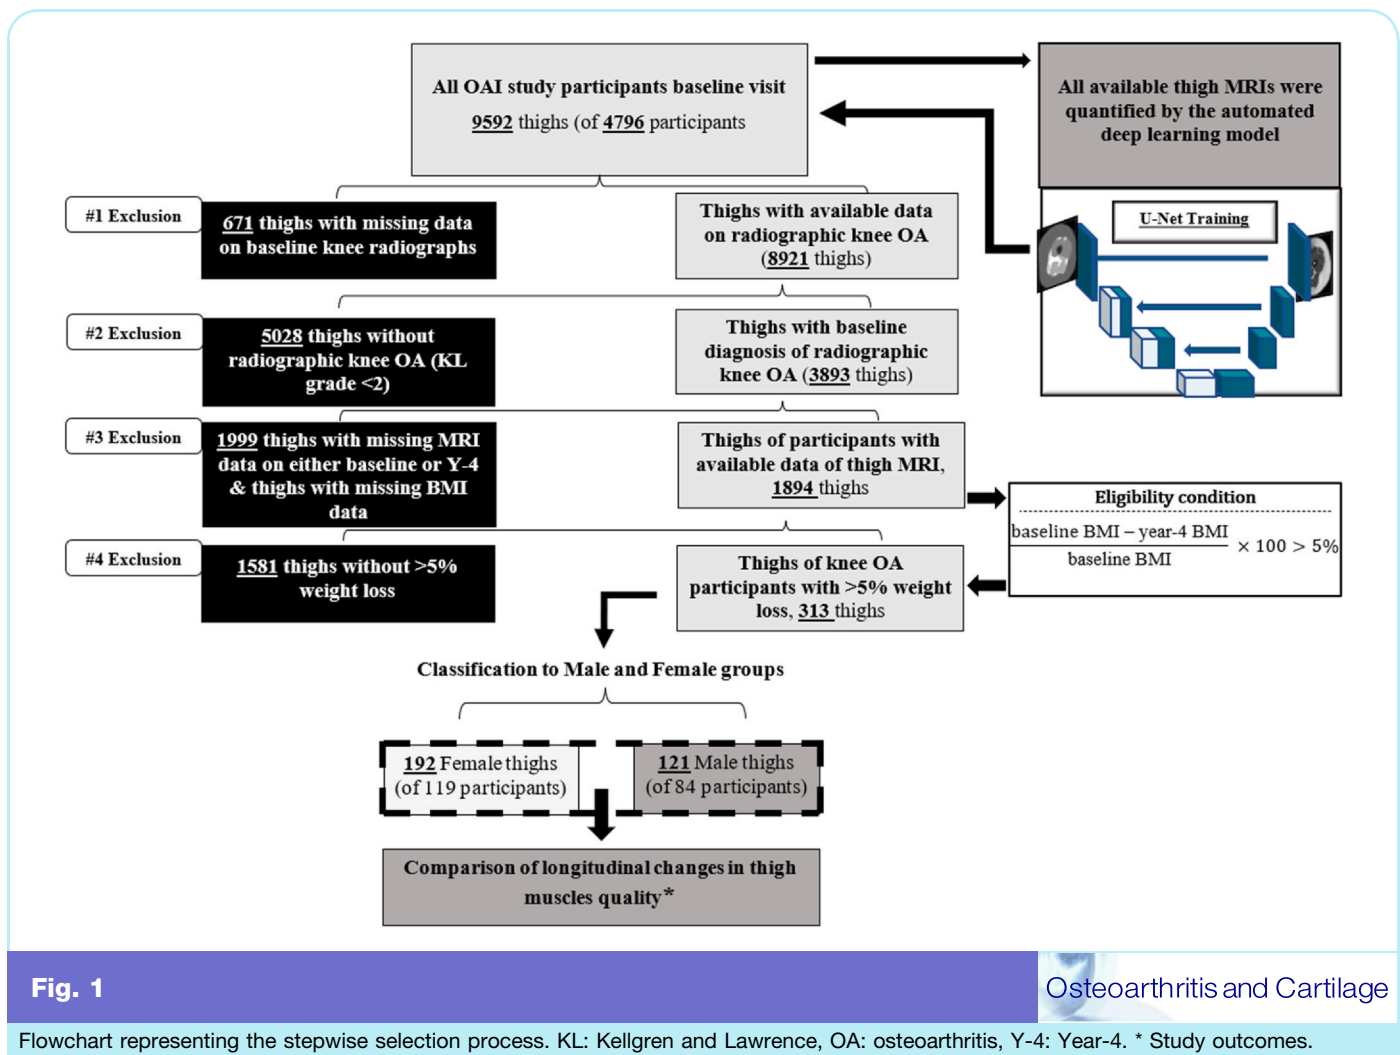 All OAI study participants baseline visit
9592 thighs (of 4796 participants
All available thigh MRIs were
quantified by the automated
deep learning model
U-Net Training
#1 Exclusion
671 thighs with missing data
on baseline knee radiographs
Thighs with available data
on radiographic knee OA
(8921 thighs)
#2 Exclusion
5028 thighs without
radiographic knee OA (KL
grade <2)
Thighs with baseline
diagnosis of radiographic
knee OA (3893 thighs)
#3 Exclusion
1999 thighs with missing MRI
data on either baseline or Y-4
& thighs with missing BMI
data
Thighs of participants with
available data of thigh MRI,
1894 thighs
Eligibility condition
baseline BMI – year-4 BMI
baseline BMI
× 100 > 5%
#4 Exclusion
1581 thighs without >5%
weight loss
Thighs of knee OA
participants with >5% weight
loss, 313 thighs
Classification to Male and Female groups
192 Female thighs
(of 119 participants)
121 Male thighs
(of 84 participants)
Comparison of longitudinal changes in thigh
muscles quality*
Fig. 1
Osteoarthritis and Cartilage
Flowchart representing the stepwise selection process. KL: Kellgren and Lawrence, OA: osteoarthritis, Y-4: Year-4. * Study outcomes.